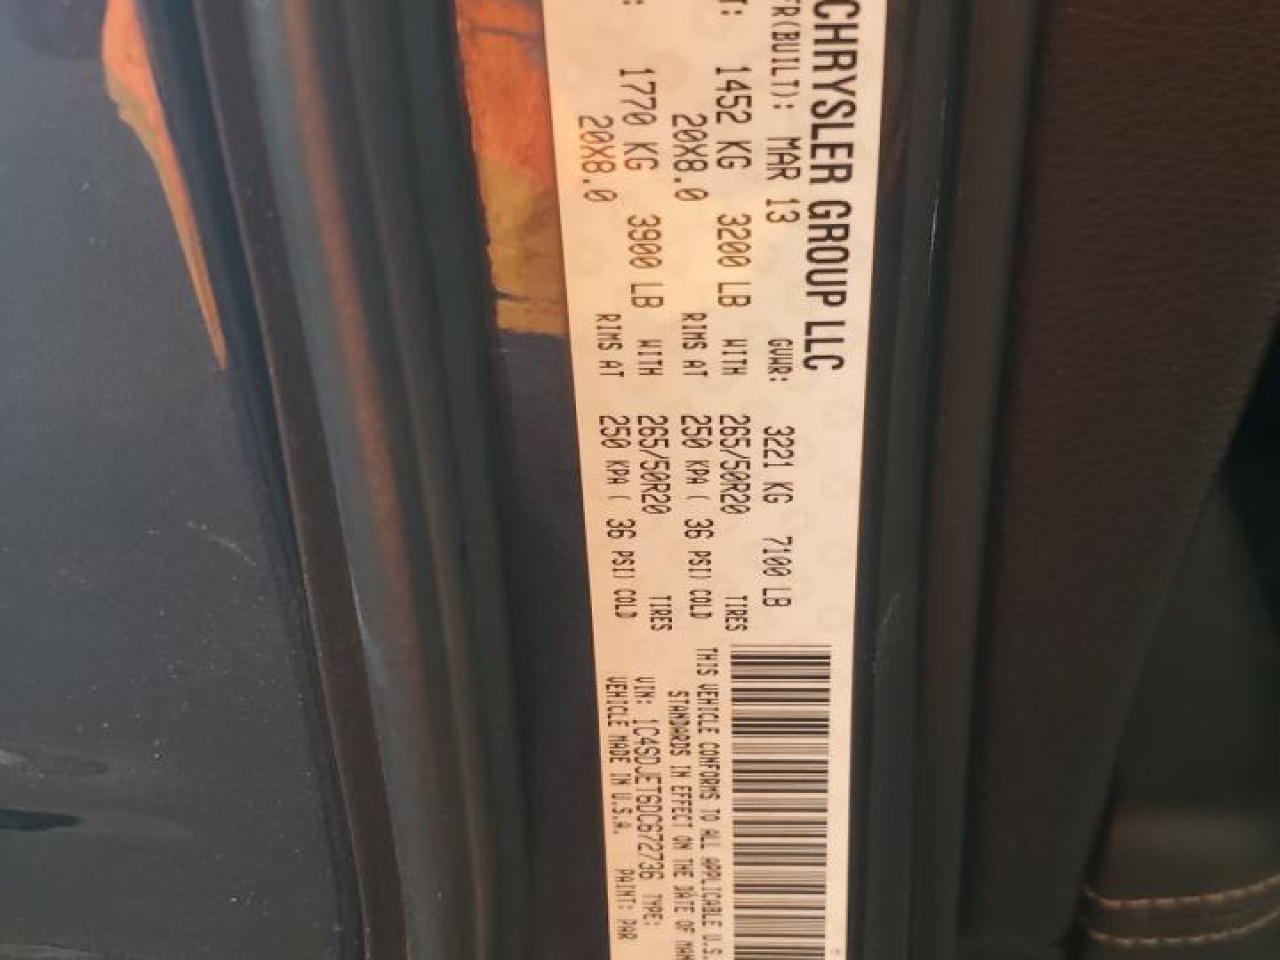 CHRYSLER GROUP LLC
FR(BUILT): MAR 13 GVWR: 3221 KG 7100 LB
T: 1452 KG 3200 LB WITH 265/50R20 TIRES
20X8.0 RIMS AT 250 KPA ( 36 PSI) COLD
: 1770 KG 3900 LB WITH 265/50R20 TIRES
20X8.0 RIMS AT 250 KPA ( 36 PSI) COLD
THIS VEHICLE CONFORMS TO ALL APPLICABLE U.S.
STANDARDS IN EFFECT ON THE DATE OF MAN
VIN: 1C4SDJET6DC672736 TYPE:
VEHICLE MADE IN U.S.A. PAINT: PAR